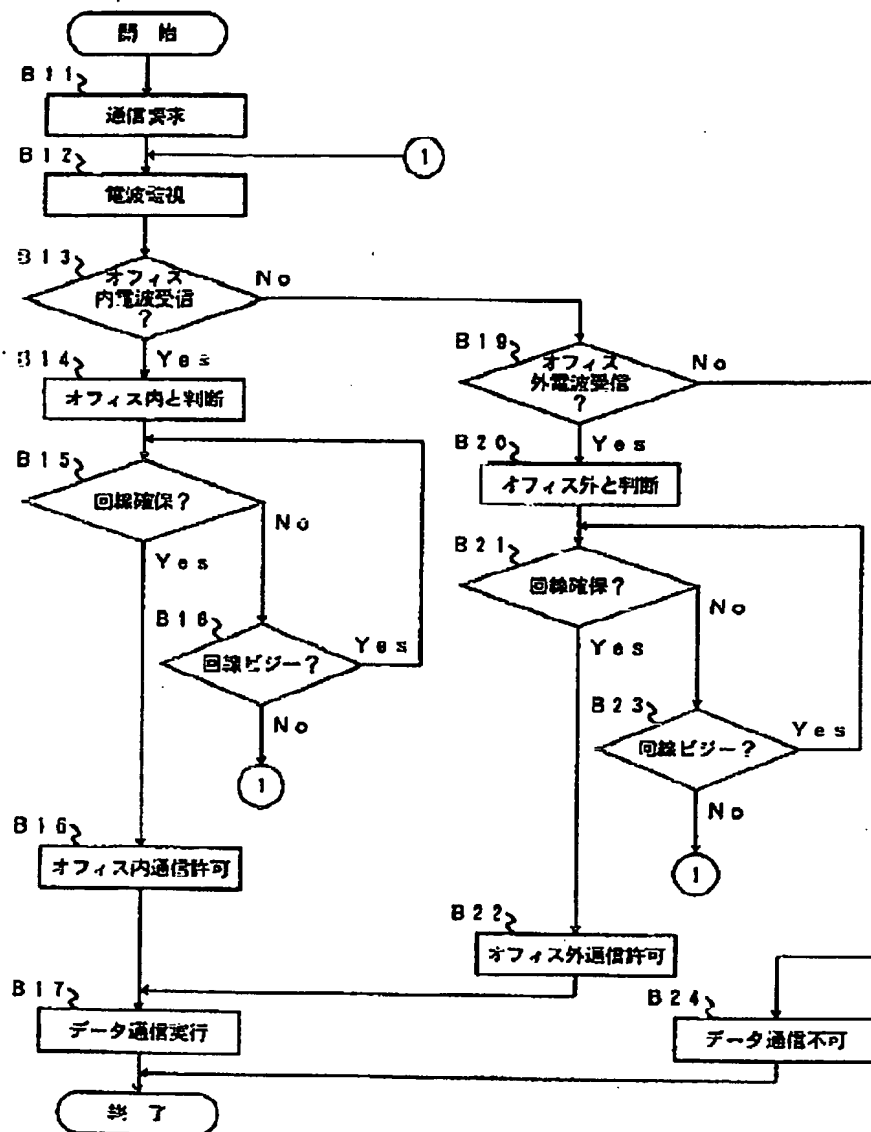 開始
B11
通信要求
B12
1
電波監視
B13
オフィス
内電波受信
?
No
Yes
B14
オフィス内と判断
B19
オフィス
外電波受信
?
No
Yes
B20
オフィス外と判断
B15
回線確保?
No
Yes
B21
回線確保?
No
Yes
B18
回線ビジー?
Yes
No
1
B23
回線ビジー?
Yes
No
1
B16
オフィス内通信許可
B22
オフィス外通信許可
B17
データ通信実行
B24
データ通信不可
終了